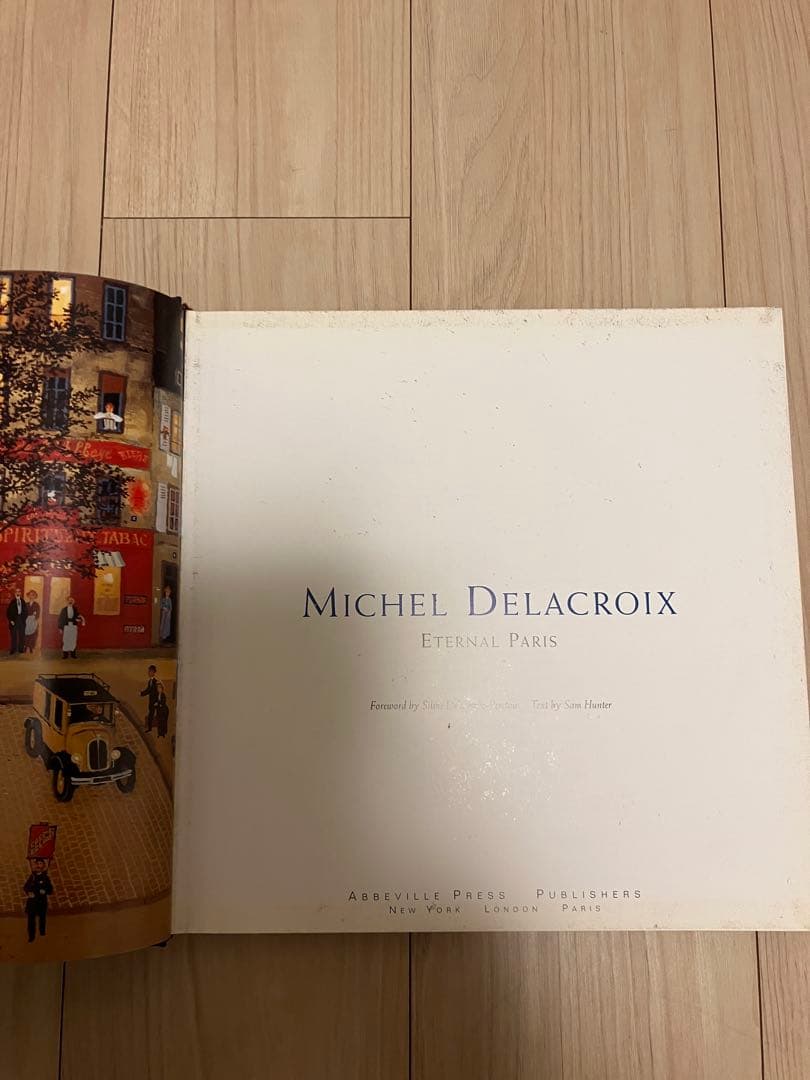 TABAC
MICHEL DELACROIX
ETERNAL PARIS
Foreword by Text by Sam Hunter
ABBEVILLE PRESS PUBLISHERS
NEW YORK LONDON PARIS